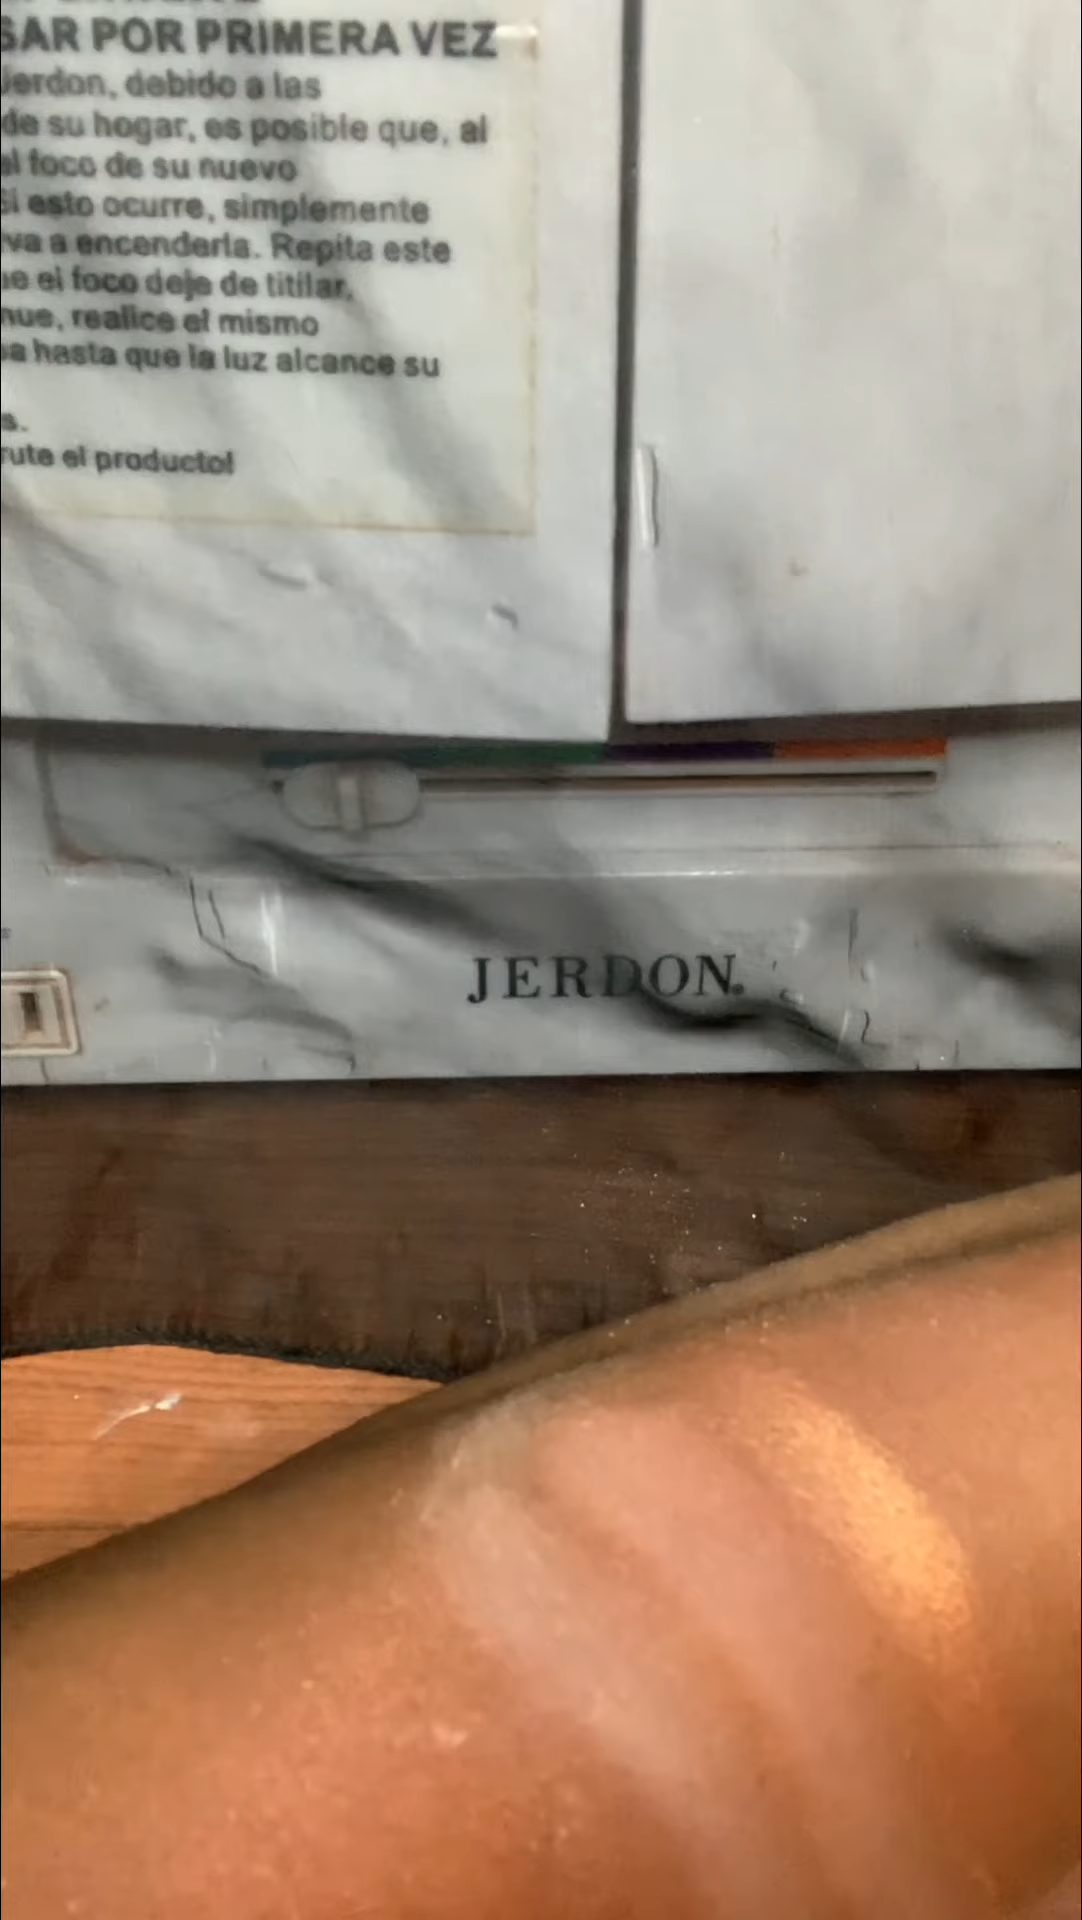 SAR POR PRIMERA VEZ
Jerdon, debido a las
de su hogar, es posible que, al
el foco de su nuevo
Si esto ocurre, simplemente
va a encenderla. Repita este
ue el foco deje de titilar,
nue, realice el mismo
pa hasta que la luz alcance su
s.
rute el producto!
JERDON.